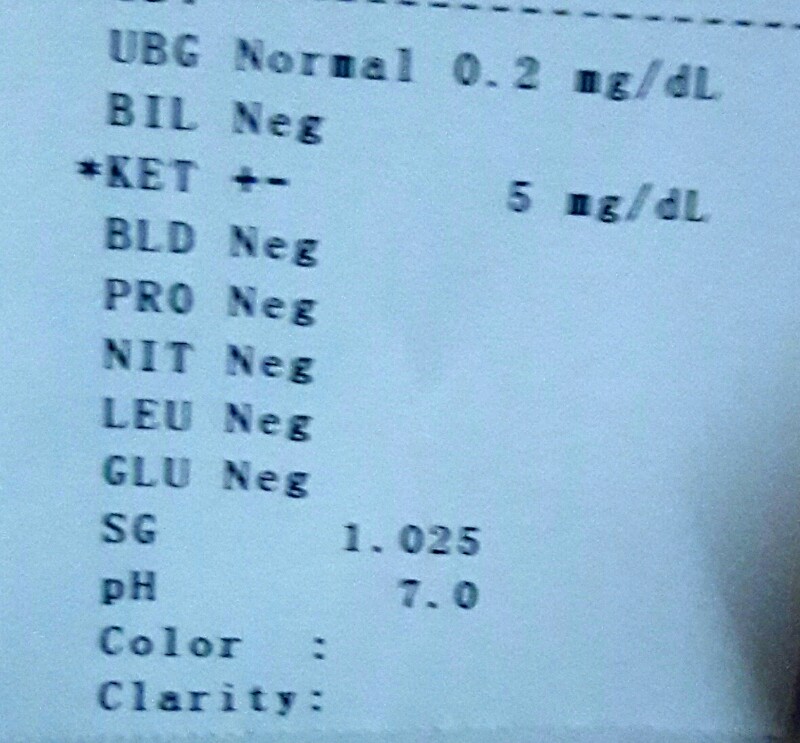 UBG Normal 0.2 mg/dL
BIL Neg
*KET +- 5 mg/dL
BLD Neg
PRO Neg
NIT Neg
LEU Neg
GLU Neg
SG 1.025
pH 7.0
Color :
Clarity: